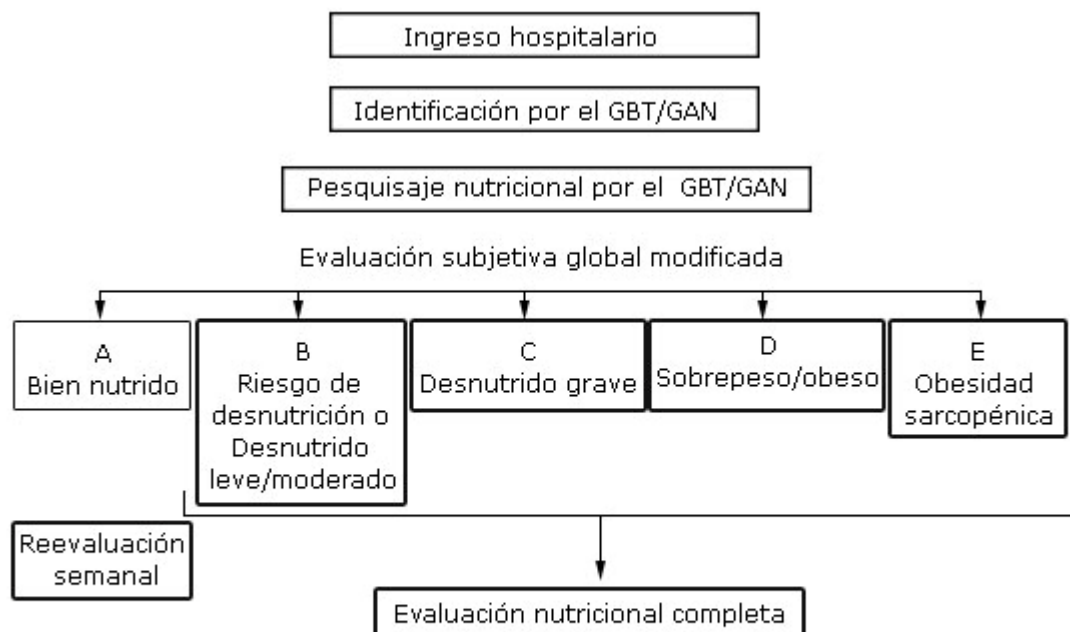 Ingreso hospitalario
Identificación por el GBT/GAN
Pesquisaje nutricional por el GBT/GAN
Evaluación subjetiva global modificada
A
Bien nutrido
B
Riesgo de
desnutrición o
Desnutrido
leve/moderado
C
Desnutrido grave
D
Sobrepeso/obeso
E
Obesidad
sarcopénica
Reevaluación
semanal
Evaluación nutricional completa